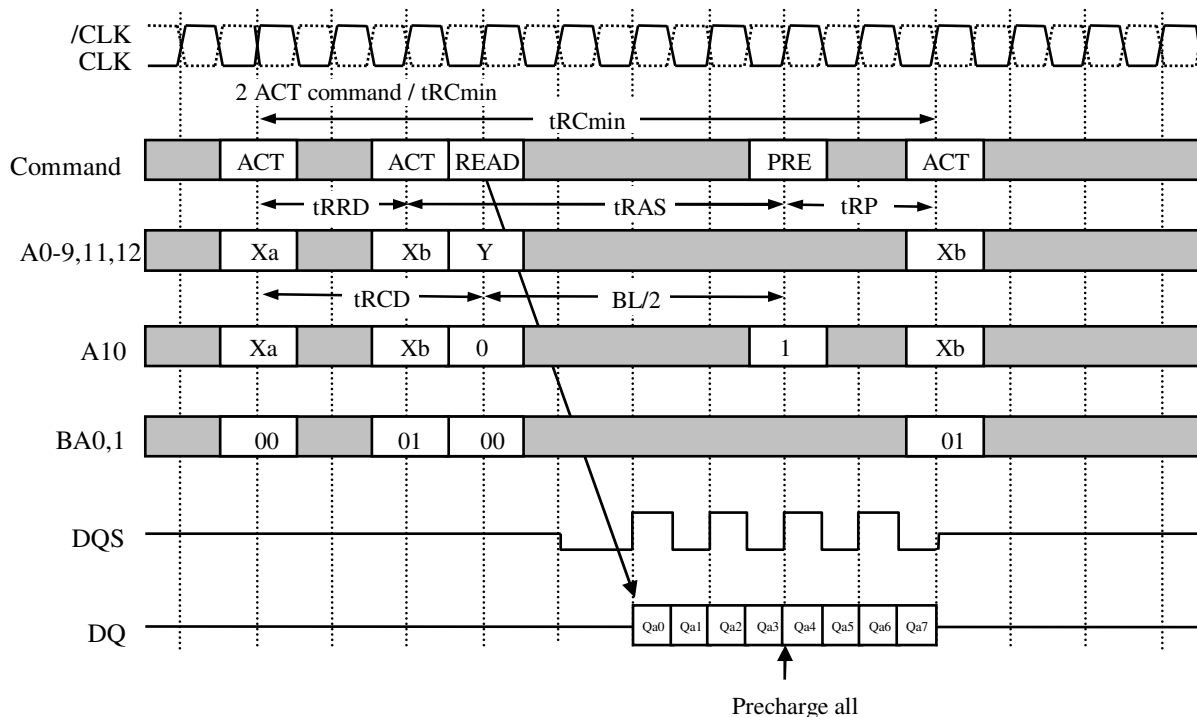 /CLK
CLK
2 ACT command / tRCmin
tRCmin
Command ACT ACT READ PRE ACT
tRRD tRAS tRP
A0-9,11,12 Xa Xb Y Xb
tRCD BL/2
A10 Xa Xb 0 1 Xb
BA0,1 00 01 00 01
DQS
DQ Qa0 Qa1 Qa2 Qa3 Qa4 Qa5 Qa6 Qa7
Precharge all